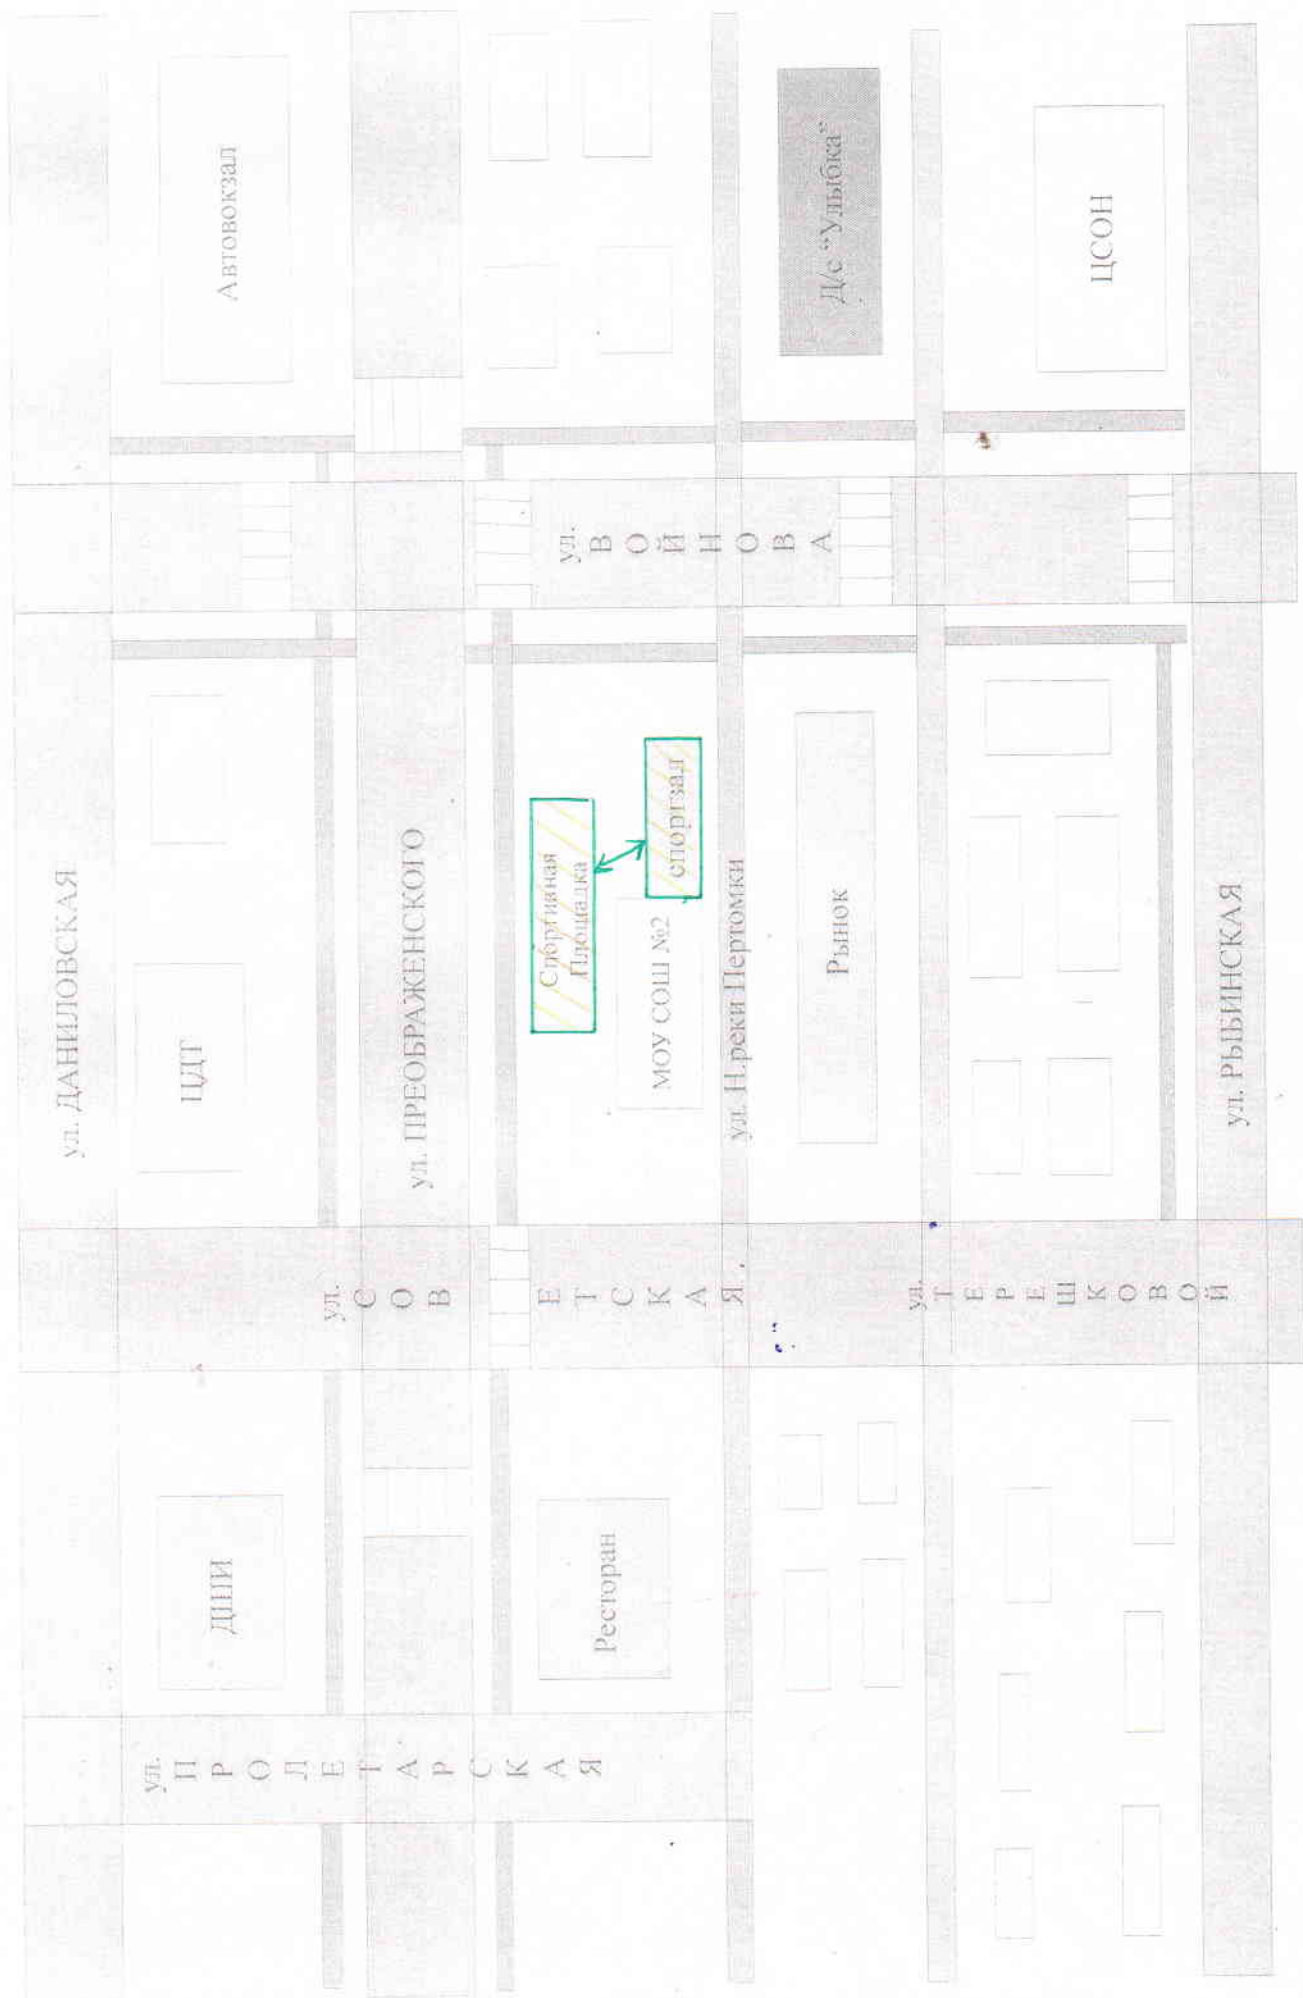 ул. ДАНИЛОВСКАЯ
ДШИ
ЦДТ
Автовокзал
ул. ПРЕОБРАЖЕНСКОГО
Ресторан
Спортивная
Площадка
МОУ СОШ №2
спортзал
ул. Н.реки Пертомки
Рынок
Д/с “Улыбка”
ЦСОН
ул. РЫБИНСКАЯ
ул. ПРОЛЕТАРСКАЯ
ул. СОВЕТСКАЯ
ул. ТЕРЕШКОВОЙ
ул. ВОЙНОВА